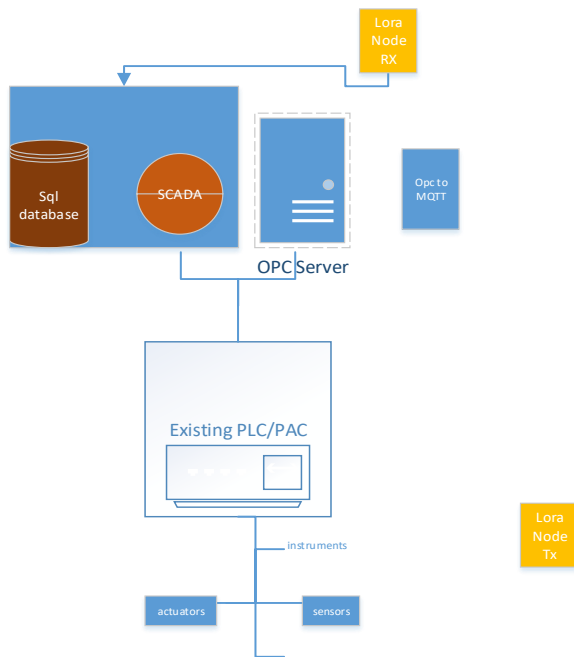 Lora
Node
RX
Sql
database
SCADA
Opc to
MQTT
OPC Server
Existing PLC/PAC
instruments
Lora
Node
Tx
actuators
sensors